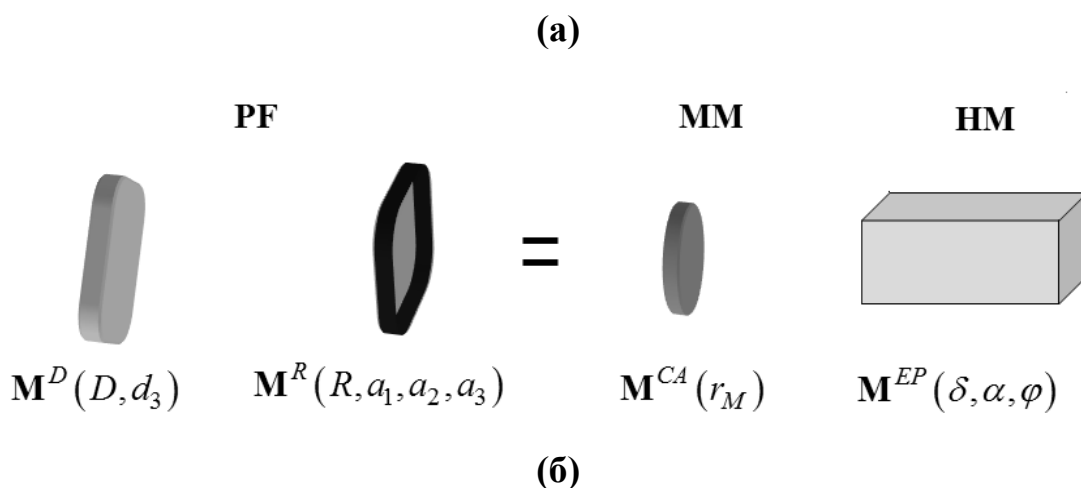 (а)
PF MM HM
=
M^D(D, d_3) M^R(R, a_1, a_2, a_3) M^{CA}(r_M) M^{EP}(δ, α, φ)
(б)